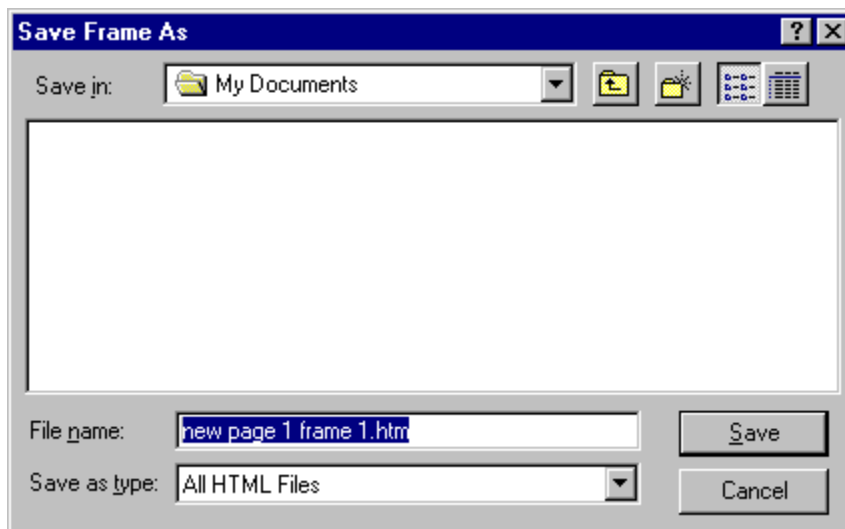 Save Frame As
Save in: My Documents
File name: new page 1 frame 1.htm Save
Save as type: All HTML Files Cancel